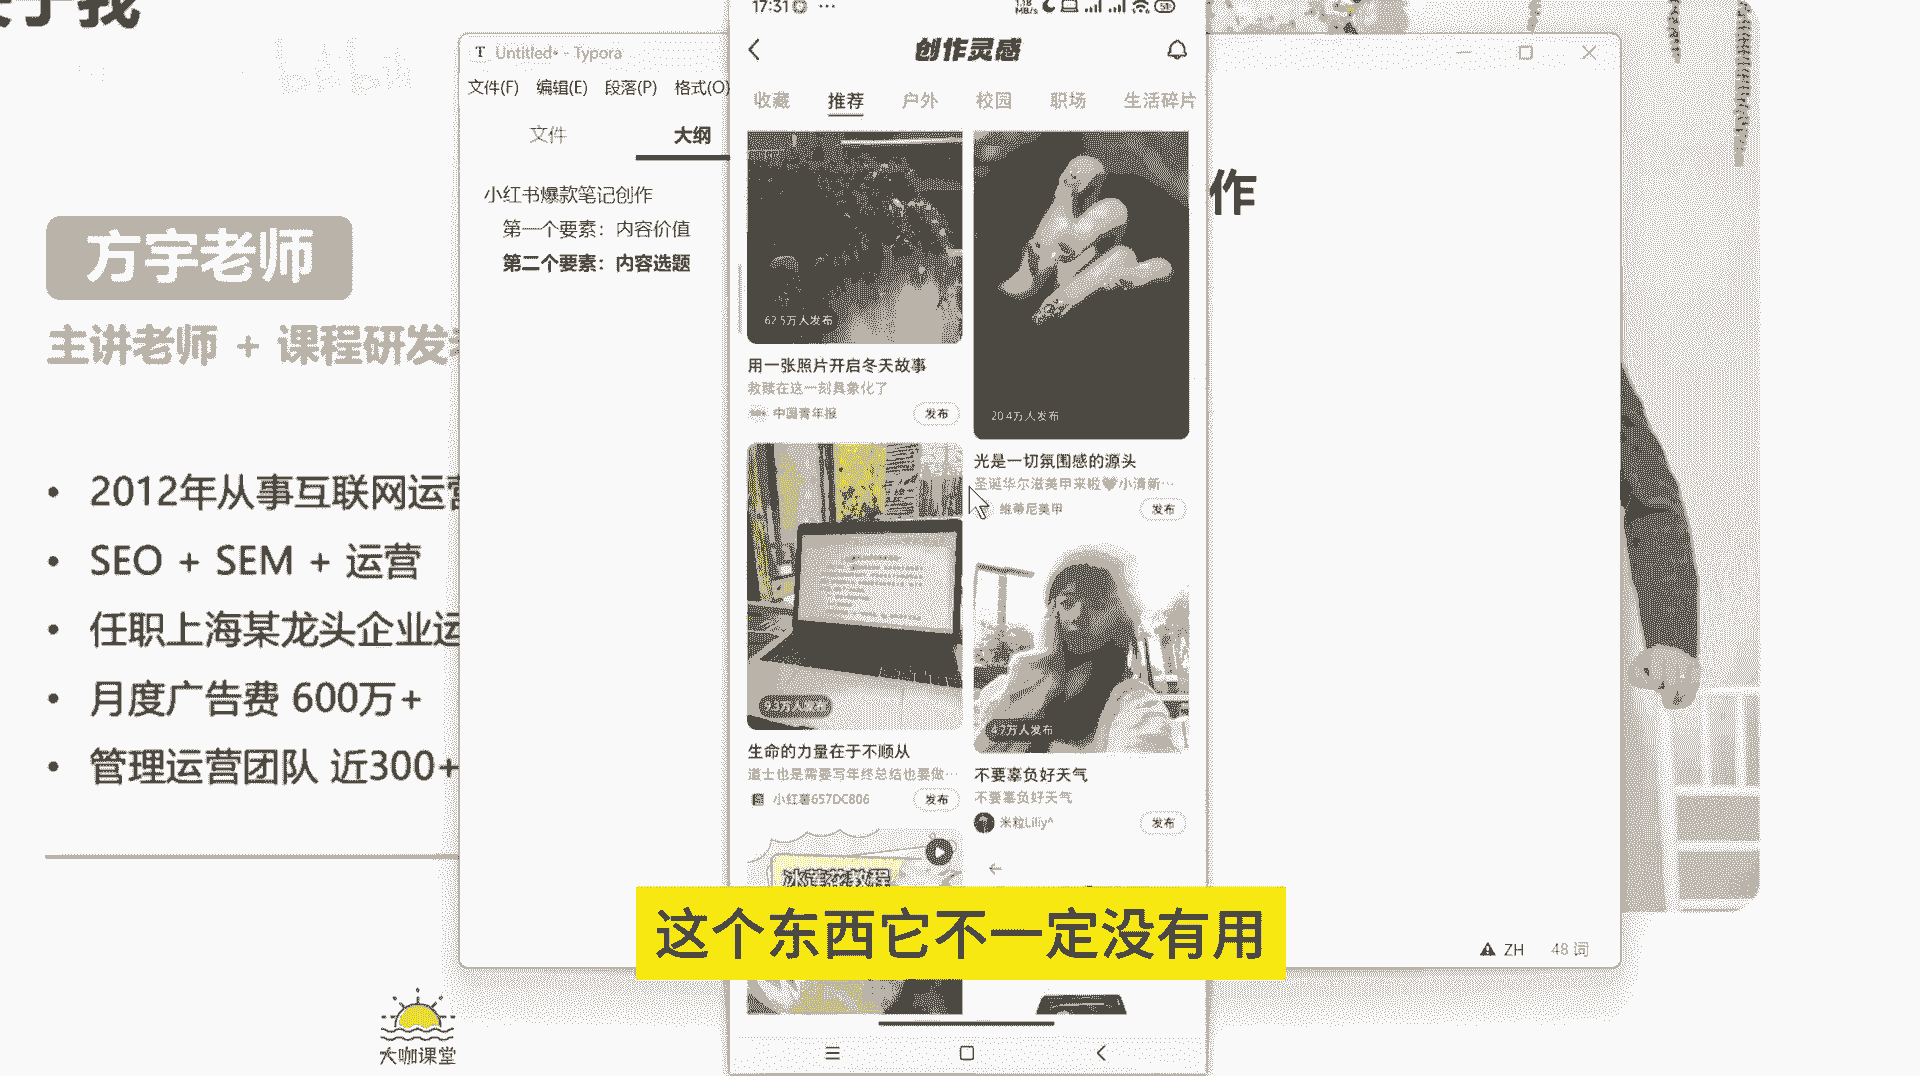 于我
方宇老师
主讲老师 + 课程研发
2012年从事互联网运营
SEO + SEM + 运营
任职上海某龙头企业运
月度广告费 600万+
管理运营团队 近300+
大咖课堂
Untitled• - Typora
文件(F) 编辑(E) 段落(P) 格式(O)
文件 大纲
小红书爆款笔记创作
第一个要素：内容价值
第二个要素：内容选题
作
ZH 48 词
17:31
创作灵感
收藏 推荐 户外 校园 职场 生活碎片
62.5万人发布
用一张照片开启冬天故事
救赎在这一刻具象化了
中国青年报 发布
20.4万人发布
光是一切氛围感的源头
圣诞华尔滋美甲来啦🖤小清新…
维蒂尼美甲 发布
9.3万人发布
生命的力量在于不顺从
道士也是需要写年终总结也要做…
小红薯657DC806 发布
4.7万人发布
不要辜负好天气
不要辜负好天气
米粒Liliy^ 发布
冰莲花教程
这个东西它不一定没有用